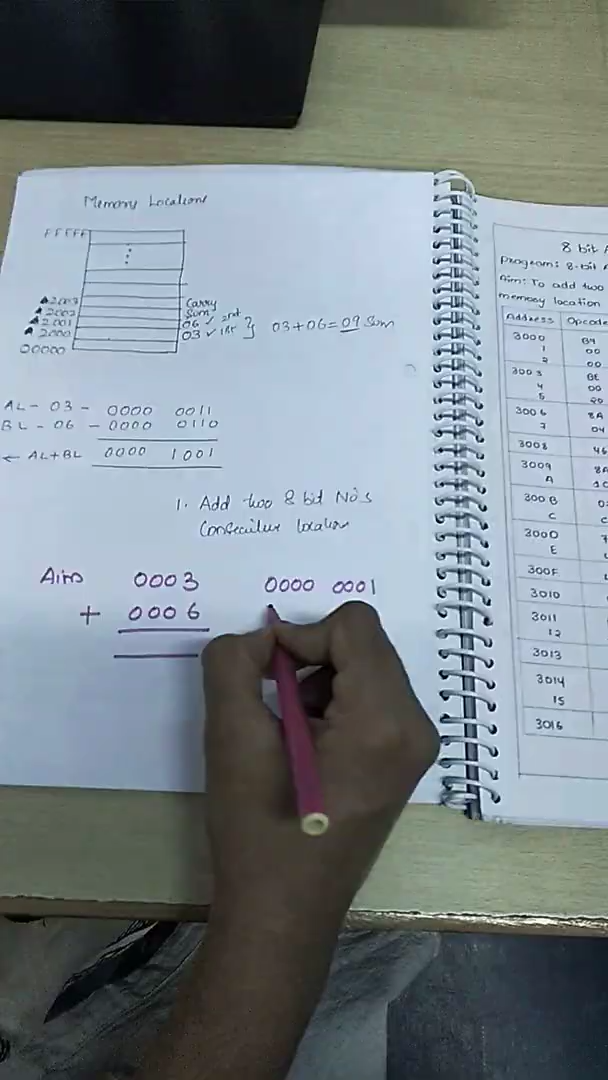 Memory Locations
FFFFF
2003 Carry
2002 Sum
2001 06 ✓ 2nd
2000 03 ✓ 1st } 03+06=09 Sum
00000
AL - 03 - 0000 0011
BL - 06 - 0000 0110
← AL+BL 0000 1001
1. Add two 8 bid No's
location
Aim 0003 0000 0001
+ 0006
8 bit A
Program: 8-bit A
Aim: To add two
memory location
Address Opcode
3000 B4
1 00
2 00
3003 BE
4 00
5 20
3006 8A
7 04
3008 46
3009 8A
A 1C
300B 0
C
300D
E
300F
3010
3011
12
3013
3014
15
3016